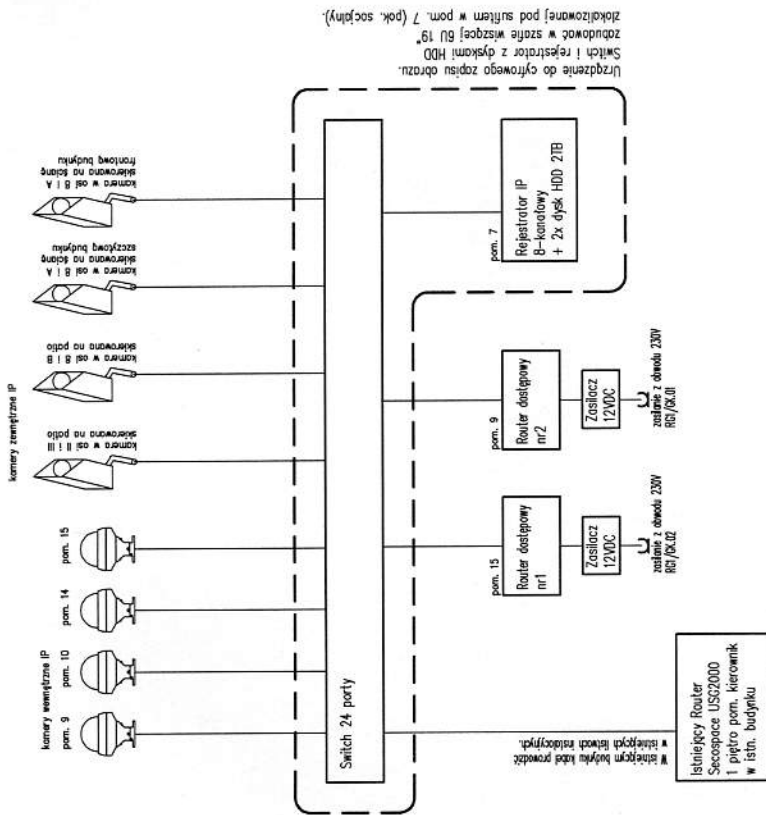 kamery zewnętrzne IP
kamera w osi 8 i A
skierowana na ścianę
frontową budynku
kamera w osi 8 i A
skierowana na ścianę
szczytową budynku
kamera w osi 8 i B
skierowana na patio
kamera w osi II i III
skierowana na patio
kamery wewnętrzne IP
pom. 15
pom. 14
pom. 10
pom. 9
Switch 24 porty
Urządzenie do cyfrowego zapisu obrazu.
Switch i rejestrator z dyskami HDD
zabudować w szafie wiszącej 6U 19"
zlokalizowanej pod sufitem w pom. 7 (pok. socjalny).
pom. 7
Rejestrator IP
8-kanałowy
+ 2x dysk HDD 2TB
pom. 9
Router dostępowy
nr2
Zasilacz
12VDC
zasilanie z obwodu 230V
RG1/GK.01
pom. 15
Router dostępowy
nr1
Zasilacz
12VDC
zasilanie z obwodu 230V
RG1/GK.02
W istniejącym budynku kabel prowadzić
w istniejących listwach instalacyjnych.
Istniejący Router
Secospace USG2000
1 piętro pom. kierownik
w istn. budynku